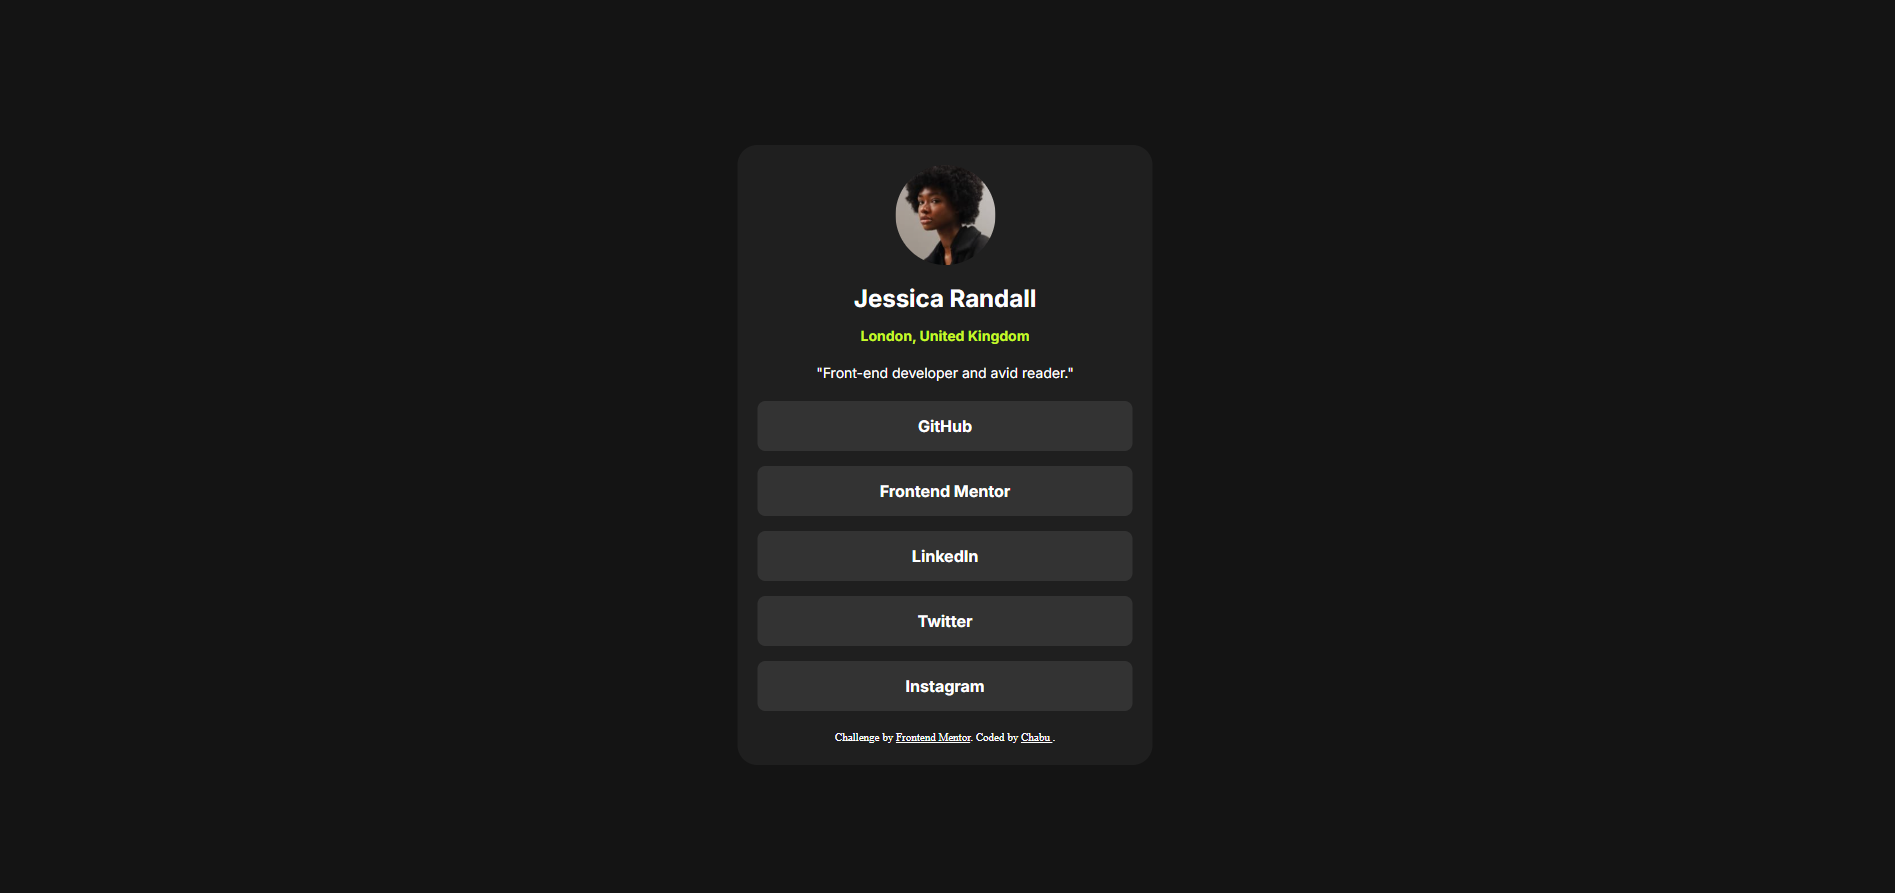 Jessica Randall
London, United Kingdom
"Front-end developer and avid reader."
GitHub
Frontend Mentor
LinkedIn
Twitter
Instagram
Challenge by Frontend Mentor. Coded by Chabu .